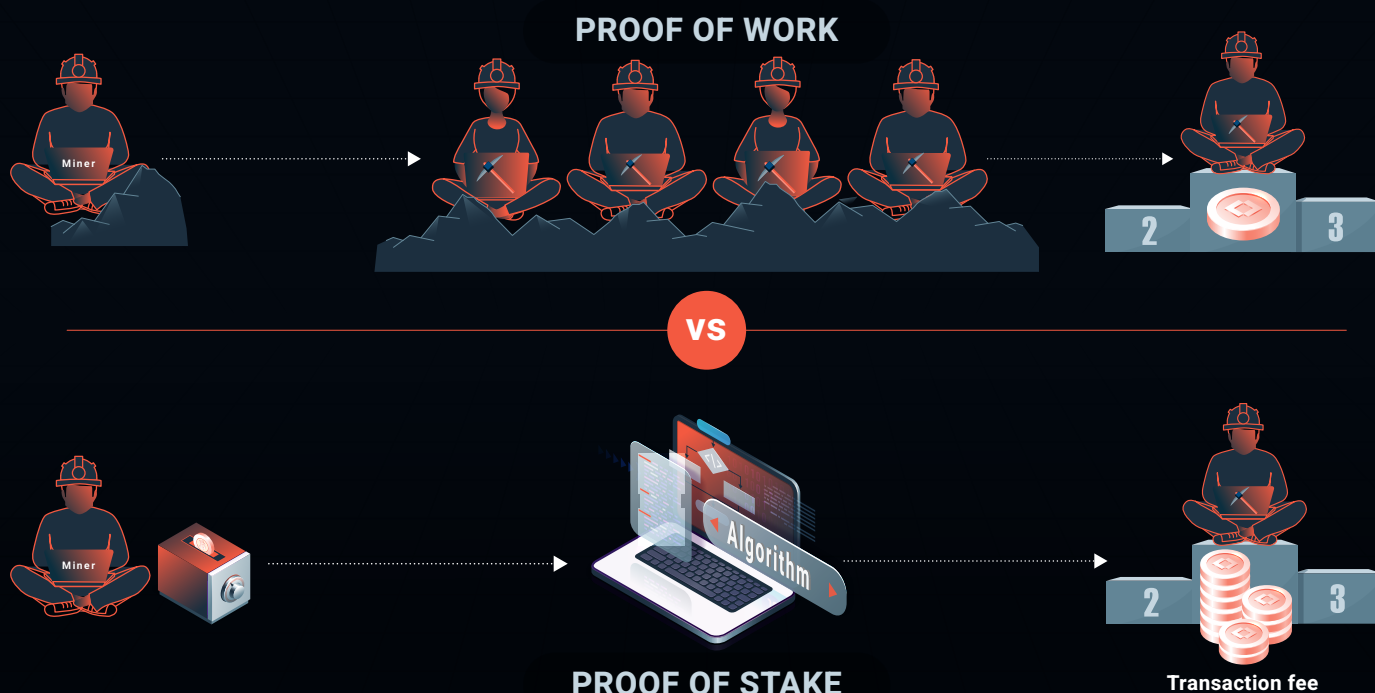 PROOF OF WORK
Miner
2
3
VS
Miner
Algorithm
2
3
PROOF OF STAKE
Transaction fee